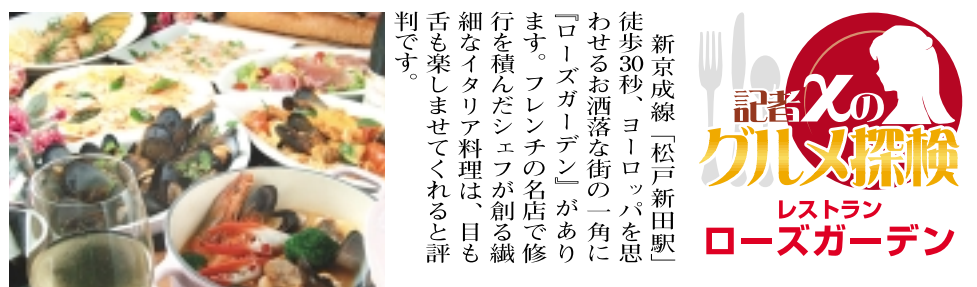 記者χの
グルメ探検
レストラン
ローズガーデン
新京成線「松戸新田駅」
徒歩30秒、ヨーロッパを思
わせるお洒落な街の一角に
『ローズガーデン』があり
ます。フレンチの名店で修
行を積んだシェフが創る繊
細なイタリア料理は、目も
舌も楽しませてくれると評
判です。